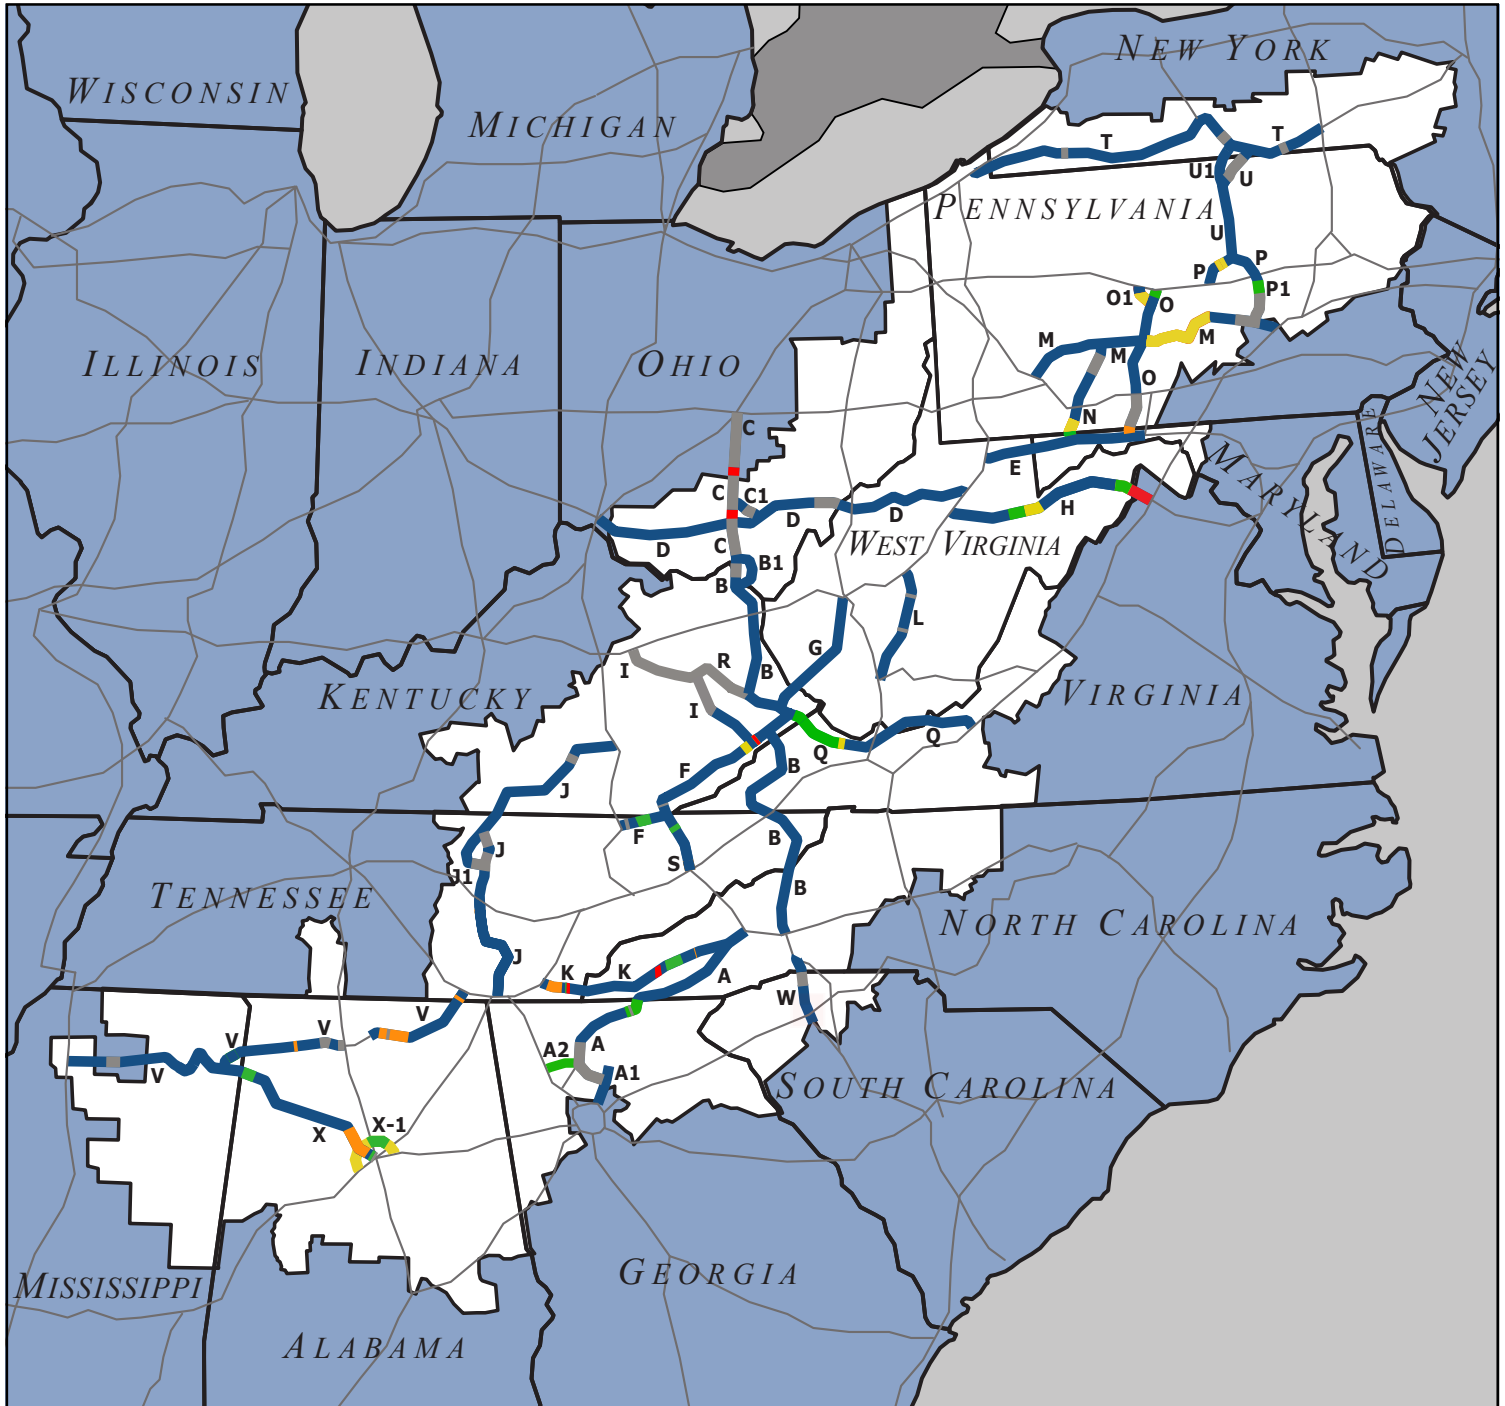 NEW YORK
WISCONSIN
MICHIGAN
T
T
U1
U
PENNSYLVANIA
U
P
P
O1
O
P1
M
M
M
ILLINOIS
INDIANA
OHIO
O
NEW
JERSEY
N
C
E
MARYLAND
DELAWARE
DELAWARE
C
C1
D
D
H
D
C
WEST VIRGINIA
B1
B
L
G
I
R
B
KENTUCKY
I
VIRGINIA
Q
Q
F
B
J
F
B
J
S
J1
TENNESSEE
B
NORTH CAROLINA
J
K
K
A
W
V
V
V
V
A2
A
A1
SOUTH CAROLINA
X
X-1
MISSISSIPPI
GEORGIA
ALABAMA